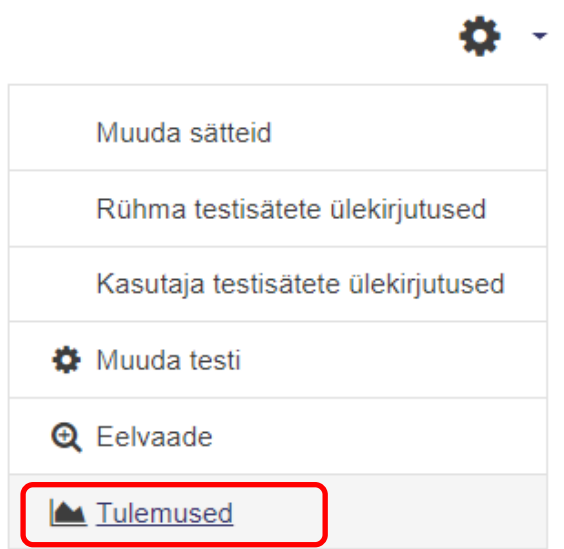 Muuda sätteid
Rühma testisätete ülekirjutused
Kasutaja testisätete ülekirjutused
Muuda testi
Eelvaade
Tulemused